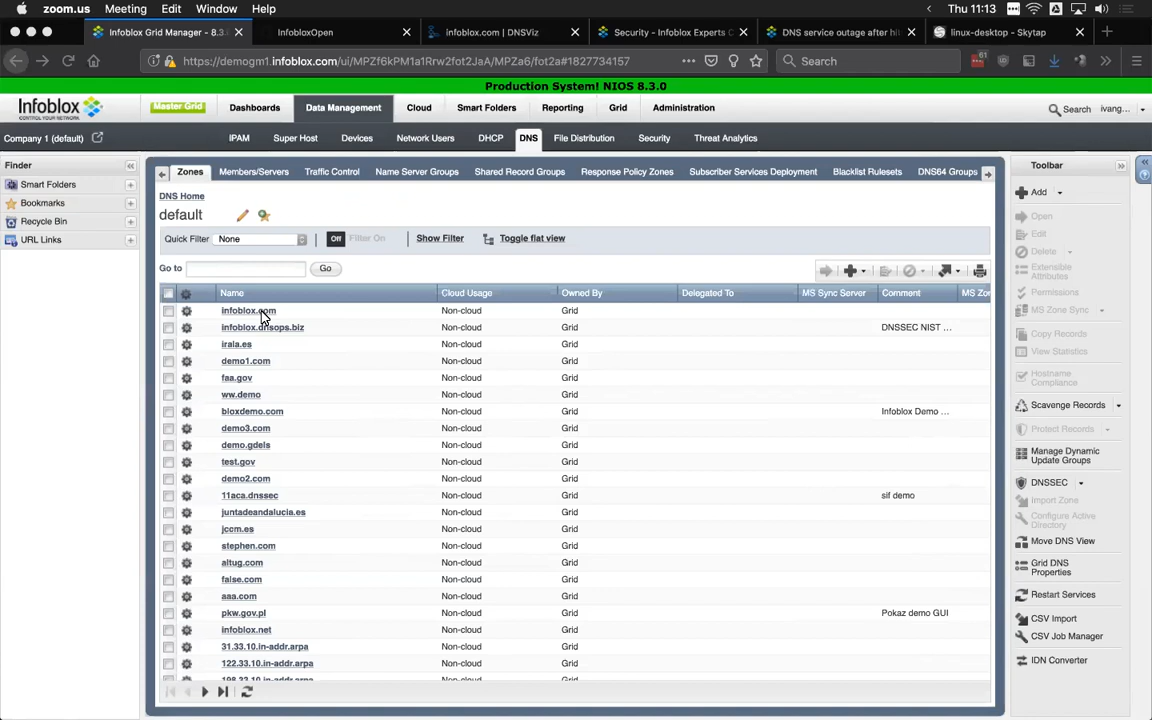 zoom.us Meeting Edit Window Help Thu 11:13
Infoblox Grid Manager - 8.3. InfobloxOpen infoblox.com | DNSViz Security - Infoblox Experts DNS service outage after hi linux-desktop - Skytap
https://demogm1.infoblox.com/ui/MPZf6kPM1a1Rrw2fot2JaA/MPZa6/fot2a#1827734157 Search
Production System! NIOS 8.3.0
Infoblox Master Grid Dashboards Data Management Cloud Smart Folders Reporting Grid Administration Search ivang...
CONTROL YOUR NETWORK
Company 1 (default) IPAM Super Host Devices Network Users DHCP DNS File Distribution Security Threat Analytics
Finder
Smart Folders
Bookmarks
Recycle Bin
URL Links
Zones Members/Servers Traffic Control Name Server Groups Shared Record Groups Response Policy Zones Subscriber Services Deployment Blacklist Rulesets DNS64 Groups
DNS Home
default
Quick Filter None Off Filter On Show Filter Toggle flat view
Go to Go
Name Cloud Usage Owned By Delegated To MS Sync Server Comment MS Zon
infoblox.com Non-cloud Grid
infoblox.dnsops.biz Non-cloud Grid DNSSEC NIST ...
irala.es Non-cloud Grid
demo1.com Non-cloud Grid
faa.gov Non-cloud Grid
ww.demo Non-cloud Grid
bloxdemo.com Non-cloud Grid Infoblox Demo ...
demo3.com Non-cloud Grid
demo.gdels Non-cloud Grid
test.gov Non-cloud Grid
demo2.com Non-cloud Grid
11aca.dnssec Non-cloud Grid sif demo
juntadeandalucia.es Non-cloud Grid
jccm.es Non-cloud Grid
stephen.com Non-cloud Grid
altug.com Non-cloud Grid
false.com Non-cloud Grid
aaa.com Non-cloud Grid
pkw.gov.pl Non-cloud Grid Pokaz demo GUI
infoblox.net Non-cloud Grid
31.33.10.in-addr.arpa Non-cloud Grid
122.33.10.in-addr.arpa Non-cloud Grid
198.33.10.in-addr.arpa Non-cloud Grid
Toolbar
Add
Open
Edit
Delete
Extensible
Attributes
Permissions
MS Zone Sync
Copy Records
View Statistics
Hostname
Compliance
Scavenge Records
Protect Records
Manage Dynamic
Update Groups
DNSSEC
Import Zone
Configure Active
Directory
Move DNS View
Grid DNS
Properties
Restart Services
CSV Import
CSV Job Manager
IDN Converter